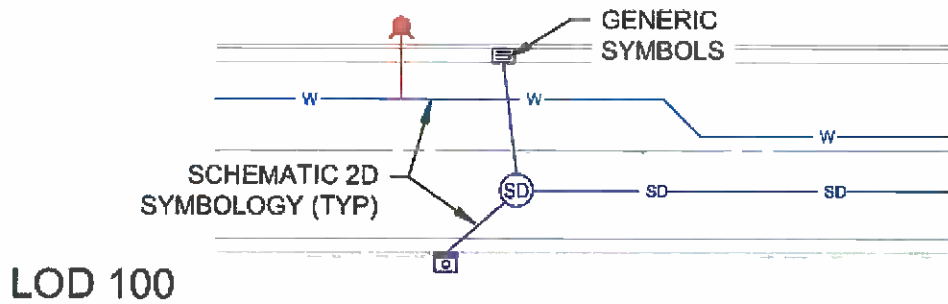 GENERIC
SYMBOLS
W
W
W
SCHEMATIC 2D
SYMBOLOGY (TYP)
SD
SD
SD
LOD 100